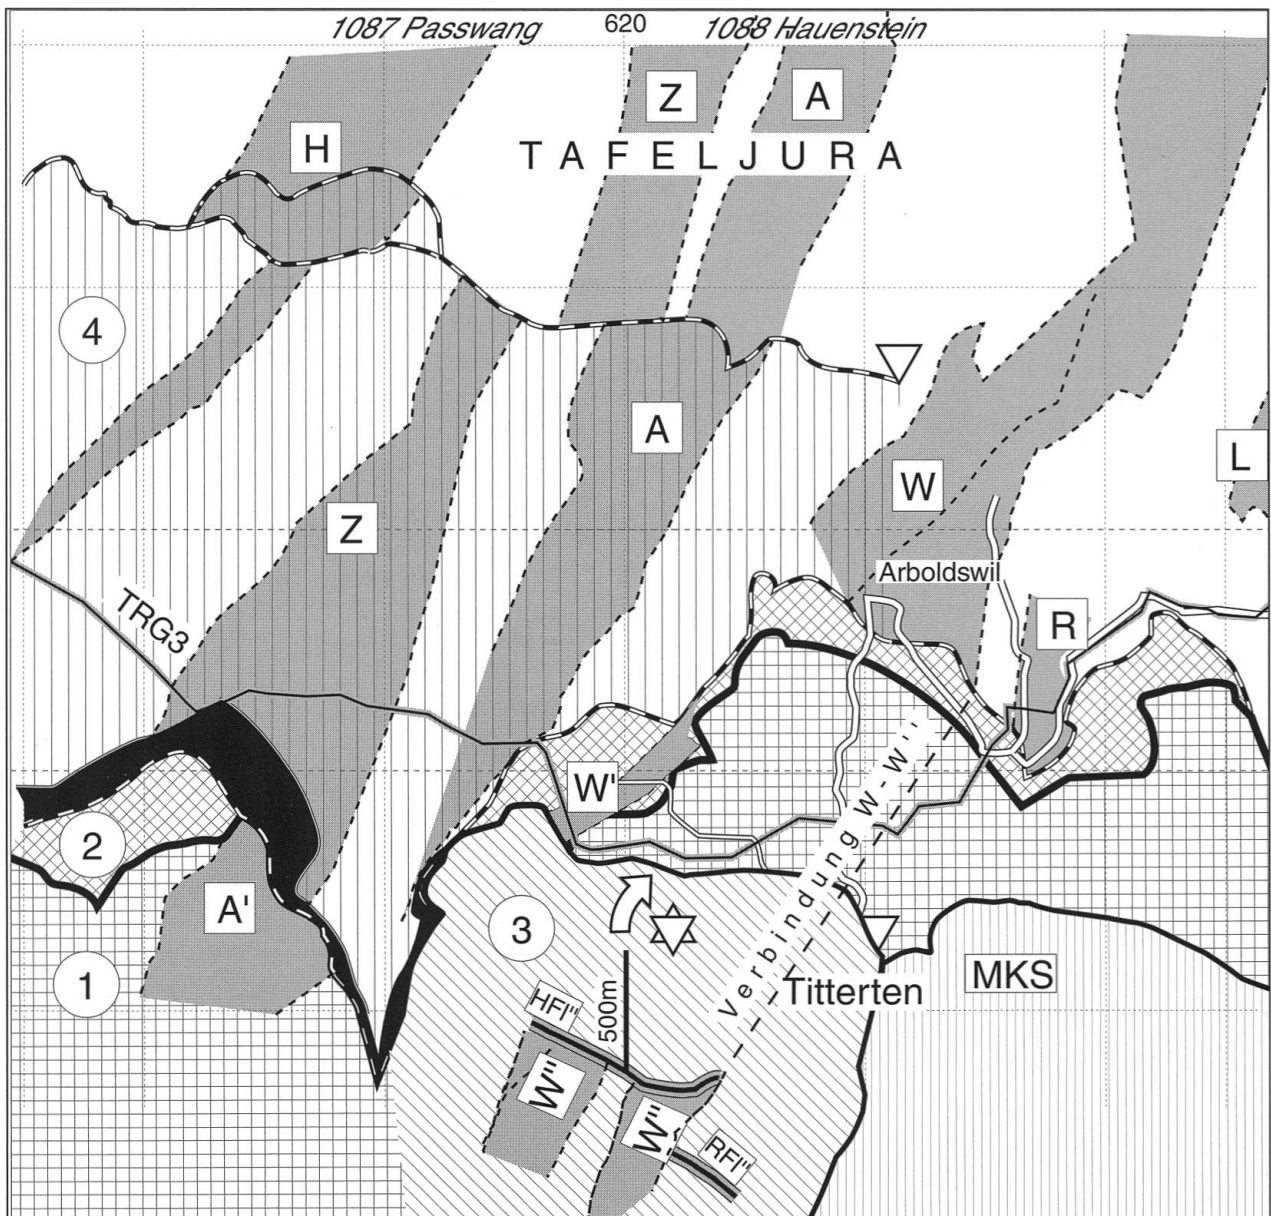 1087 Passwang
620
1088 Hauenstein
Z
A
H
TAFELJURA
4
A
L
W
Z
Arboldswil
TRG3
R
W'
2
A'
3
Verbindung W-W'
1
MKS
Titterten
HFl"
500m
W"
W"
RFl"